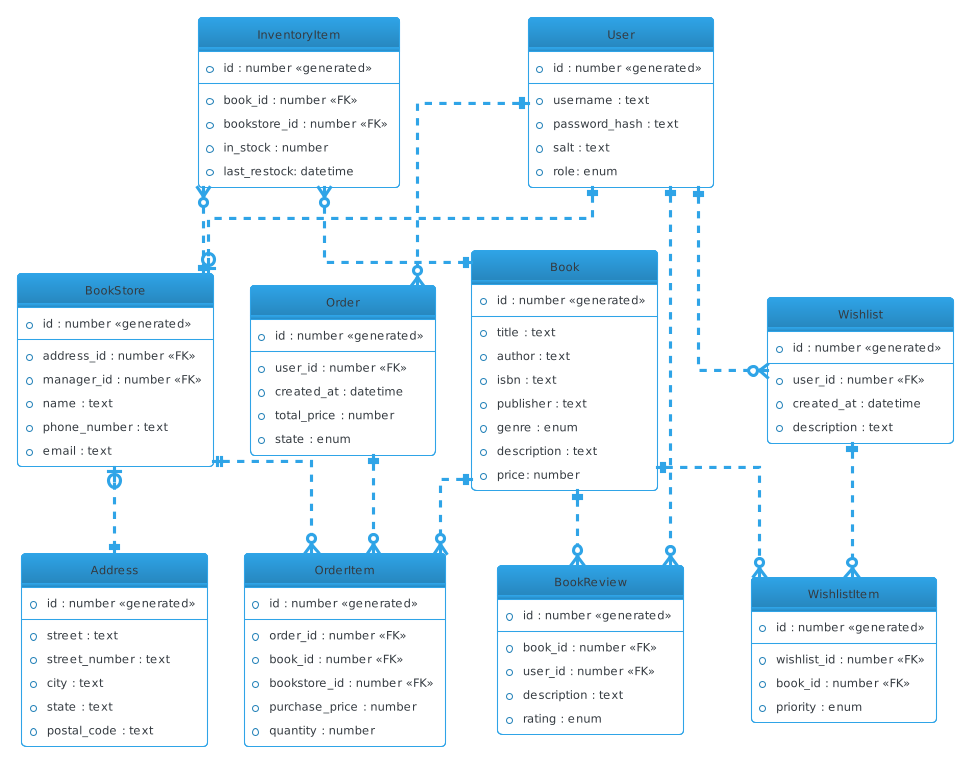 InventoryItem
id : number «generated»
book_id : number «FK»
bookstore_id : number «FK»
in_stock : number
last_restock: datetime
User
id : number «generated»
username : text
password_hash : text
salt : text
role: enum
BookStore
id : number «generated»
address_id : number «FK»
manager_id : number «FK»
name : text
phone_number : text
email : text
Order
id : number «generated»
user_id : number «FK»
created_at : datetime
total_price : number
state : enum
Book
id : number «generated»
title : text
author : text
isbn : text
publisher : text
genre : enum
description : text
price: number
Wishlist
id : number «generated»
user_id : number «FK»
created_at : datetime
description : text
Address
id : number «generated»
street : text
street_number : text
city : text
state : text
postal_code : text
OrderItem
id : number «generated»
order_id : number «FK»
book_id : number «FK»
bookstore_id : number «FK»
purchase_price : number
quantity : number
BookReview
id : number «generated»
book_id : number «FK»
user_id : number «FK»
description : text
rating : enum
WishlistItem
id : number «generated»
wishlist_id : number «FK»
book_id : number «FK»
priority : enum